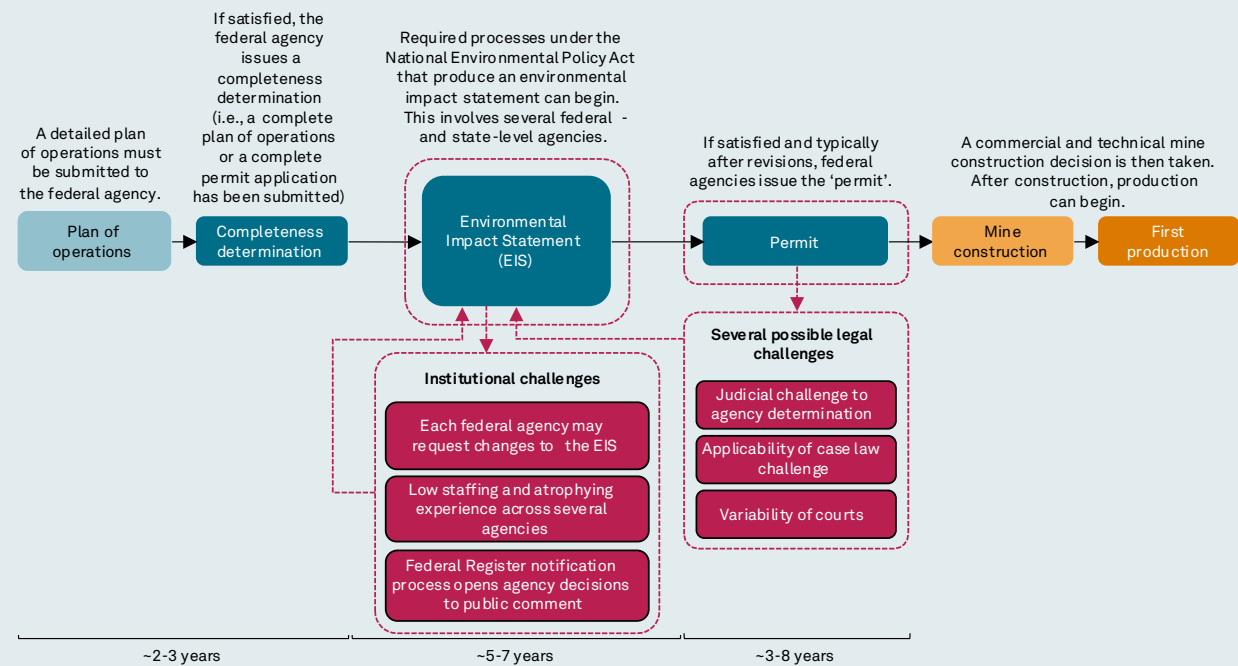 A detailed plan
of operations must
be submitted to
the federal agency.
If satisfied, the
federal agency
issues a
completeness
determination
(i.e., a complete
plan of operations
or a complete
permit application
has been submitted)
Required processes under the
National Environmental Policy Act
that produce an environmental
impact statement can begin.
This involves several federal -
and state-level agencies.
If satisfied and typically
after revisions, federal
agencies issue the ‘permit’.
A commercial and technical mine
construction decision is then taken.
After construction, production
can begin.
Plan of
operations
Completeness
determination
Environmental
Impact Statement
(EIS)
Permit
Mine
construction
First
production
Institutional challenges
Each federal agency may
request changes to the EIS
Low staffing and atrophying
experience across several
agencies
Federal Register notification
process opens agency decisions
to public comment
Several possible legal
challenges
Judicial challenge to
agency determination
Applicability of case law
challenge
Variability of courts
~2-3 years
~5-7 years
~3-8 years